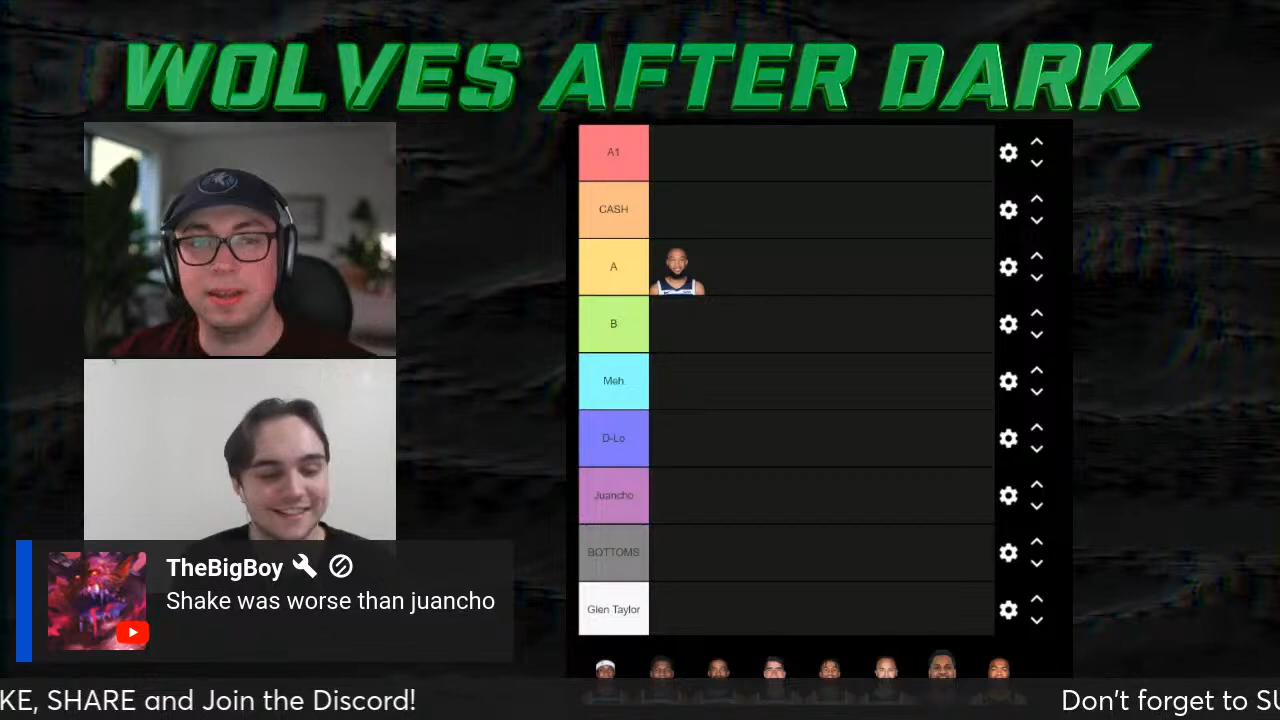 WOLVES AFTER DARK
A1
CASH
A
B
Meh
D-Lo
Juancho
BOTTOMS
Glen Taylor
TheBigBoy
Shake was worse than juancho
KE, SHARE and Join the Discord!
Don't forget to SU